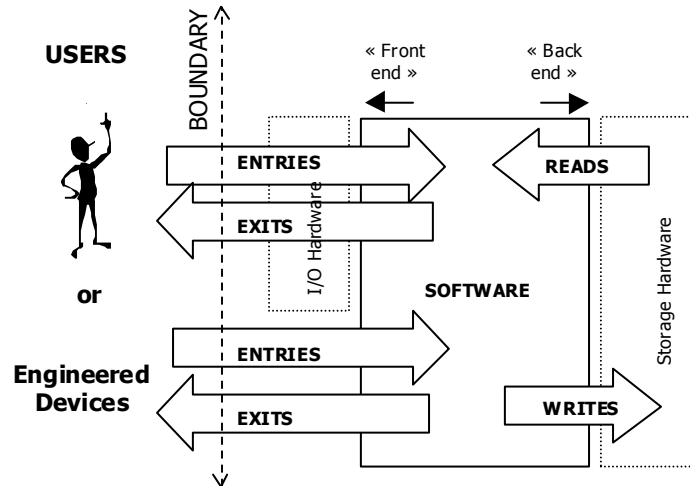 USERS
BOUNDARY
« Front
end »
« Back
end »
ENTRIES
READS
EXITS
I/O Hardware
or
SOFTWARE
Storage Hardware
ENTRIES
Engineered
Devices
EXITS
WRITES